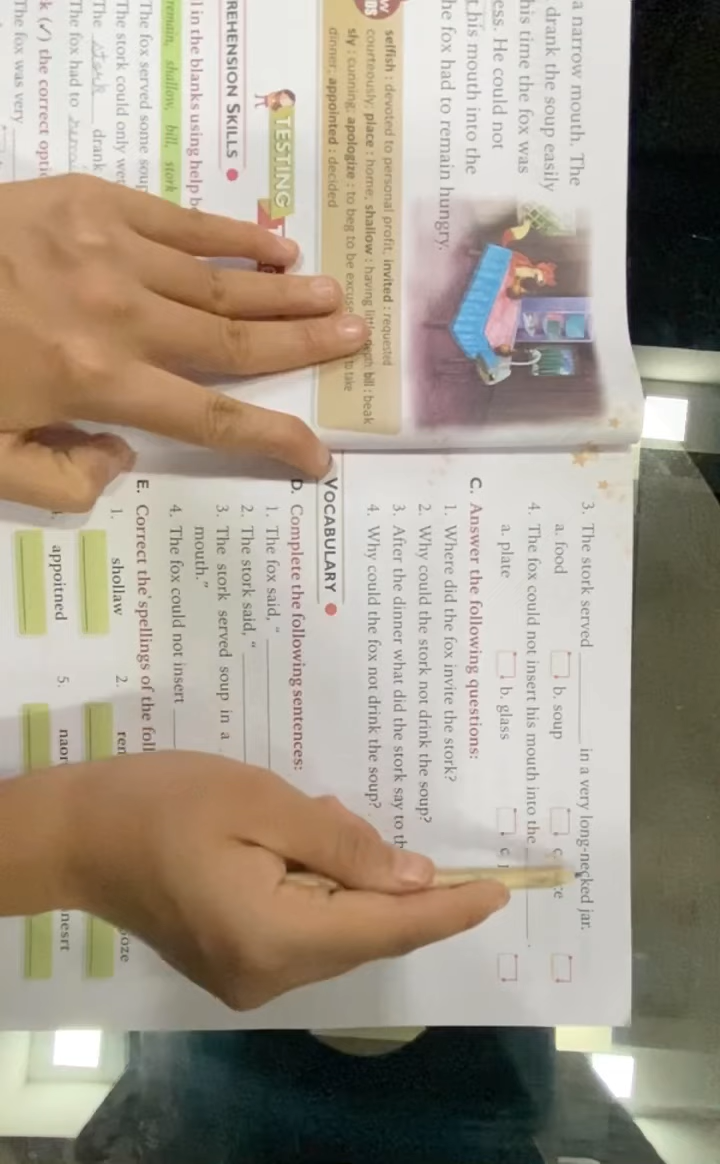 a narrow mouth. The
drank the soup easily
his time the fox was
ess. He could not
his mouth into the
he fox had to remain hungry.
selfish : devoted to personal profit, invited : requested
courteously, place : home, shallow : having little depth bill : beak
sly : cunning, apologize : to beg to be excuse to take
dinner, appointed : decided
TESTING
REHENSION SKILLS
l in the blanks using help b
remain, shallow, bill, stork
The fox served some soup
The stork could only wet
The stork drank
The fox had to
k (✓) the correct opti
The fox was very
3. The stork served ______ in a very long-necked jar.
a. food b. soup c
4. The fox could not insert his mouth into the ______.
a. plate b. glass c.
C. Answer the following questions:
1. Where did the fox invite the stork?
2. Why could the stork not drink the soup?
3. After the dinner what did the stork say to th
4. Why could the fox not drink the soup?
VOCABULARY
D. Complete the following sentences:
1. The fox said, "
2. The stork said, "
3. The stork served soup in a
mouth."
4. The fox could not insert
E. Correct the spellings of the foll
1. shollaw 2. ren oze
appoitned 5. naor nesrt